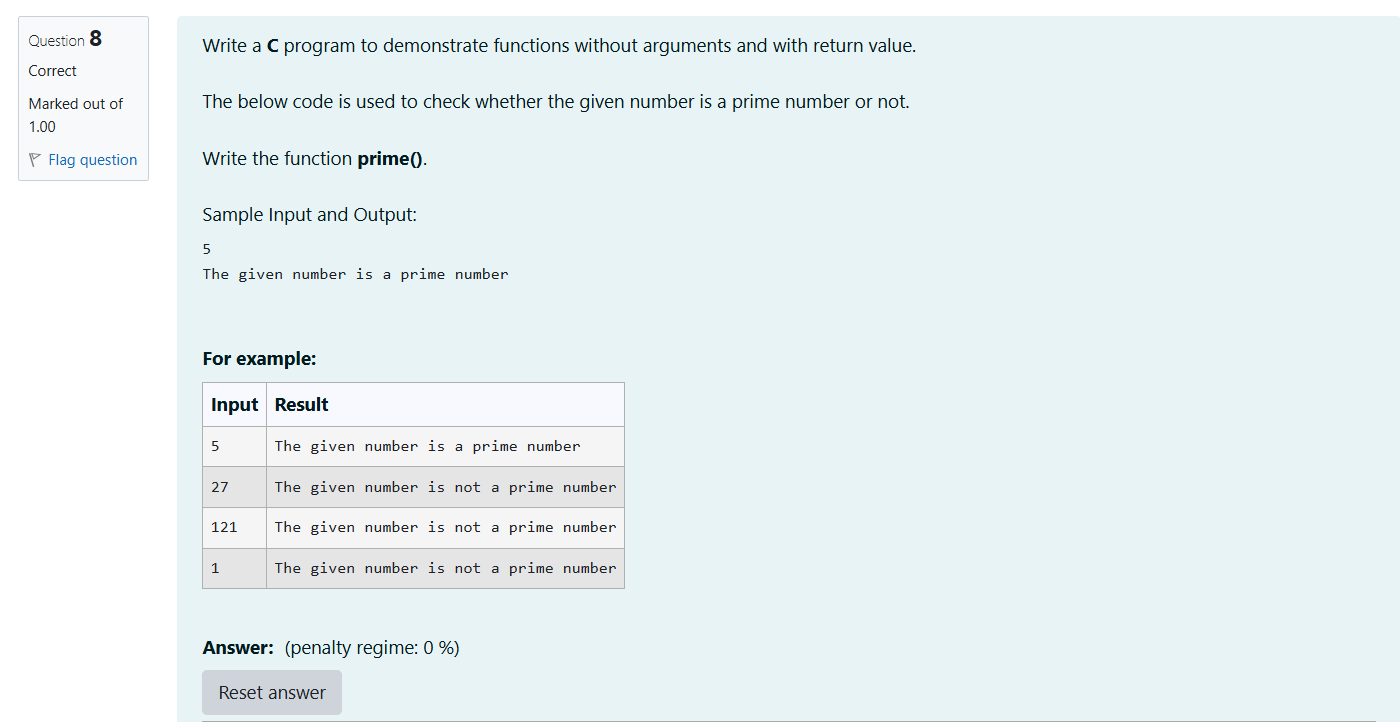 Question 8
Correct
Marked out of
1.00
Flag question
Write a C program to demonstrate functions without arguments and with return value.
The below code is used to check whether the given number is a prime number or not.
Write the function prime().
Sample Input and Output:
5
The given number is a prime number
For example:
Input Result
5 The given number is a prime number
27 The given number is not a prime number
121 The given number is not a prime number
1 The given number is not a prime number
Answer: (penalty regime: 0 %)
Reset answer